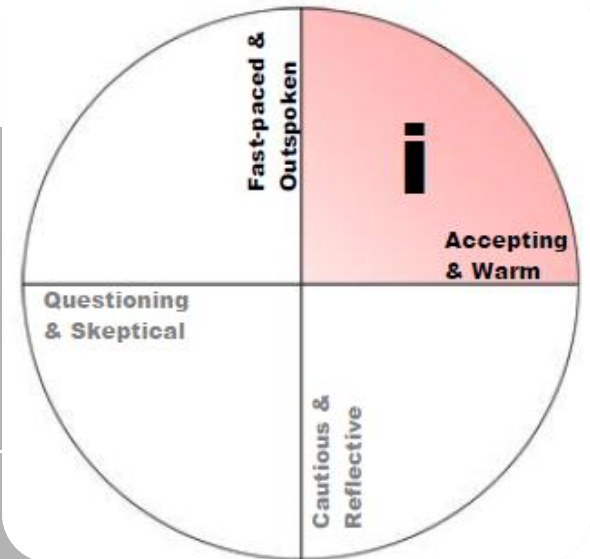 Fast-paced &
Outspoken
i
Accepting
& Warm
Questioning
& Skeptical
Cautious &
Reflective